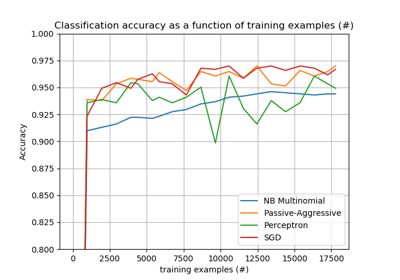 Classification accuracy as a function of training examples (#)
1.000
0.975
0.950
0.925
0.900
0.875
0.850
0.825
0.800
Accuracy
NB Multinomial
Passive-Aggressive
Perceptron
SGD
0 2500 5000 7500 10000 12500 15000 17500
training examples (#)